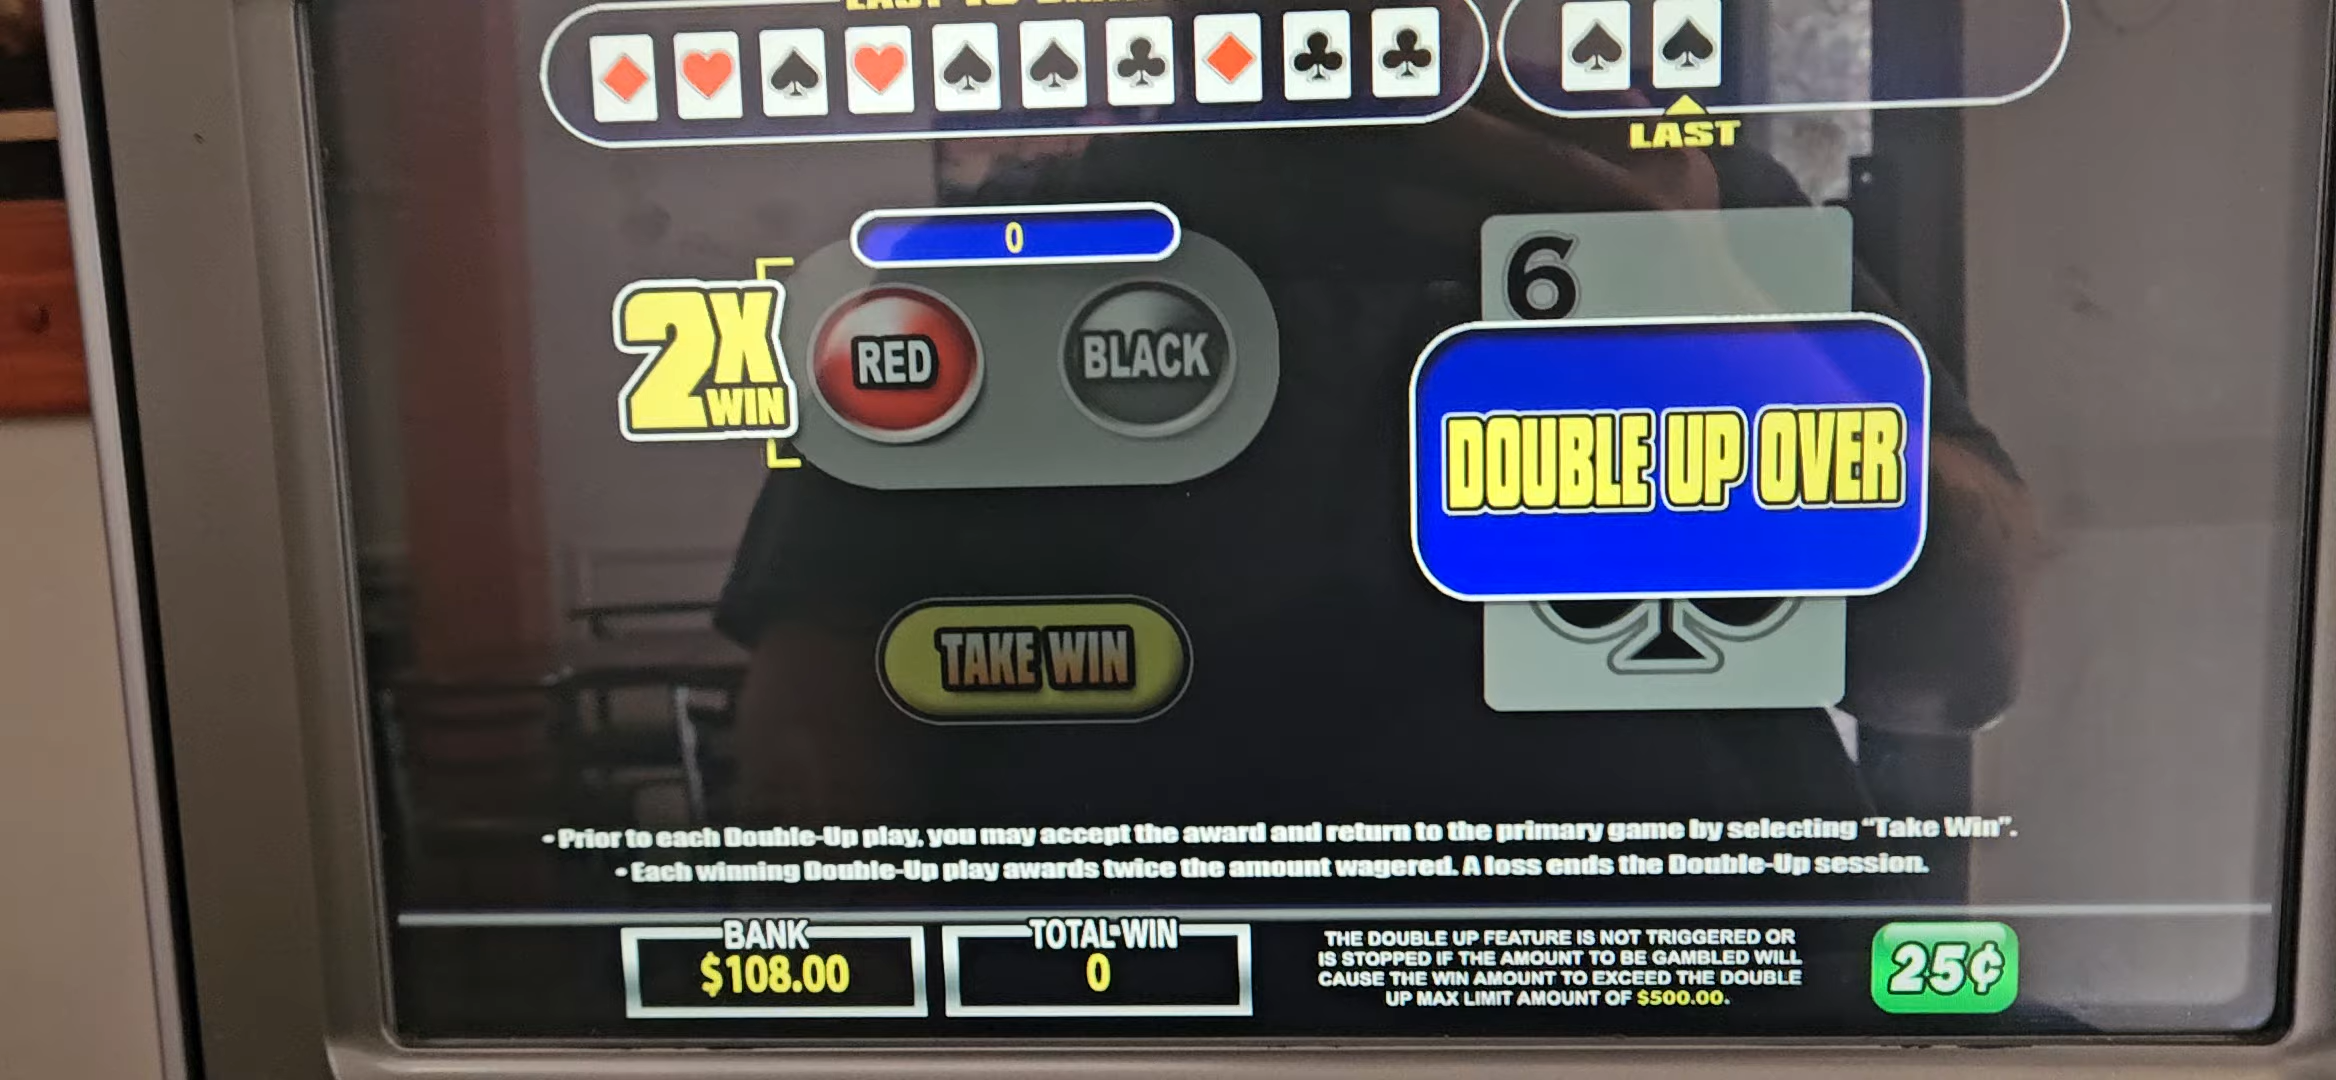 LAST
0
2X
WIN
RED
BLACK
6
DOUBLE UP OVER
TAKE WIN
• Prior to each Double-Up play, you may accept the award and return to the primary game by selecting “Take Win”.
• Each winning Double-Up play awards twice the amount wagered. A loss ends the Double-Up session.
BANK
$108.00
TOTAL WIN
0
THE DOUBLE UP FEATURE IS NOT TRIGGERED OR
IS STOPPED IF THE AMOUNT TO BE GAMBLED WILL
CAUSE THE WIN AMOUNT TO EXCEED THE DOUBLE
UP MAX LIMIT AMOUNT OF $500.00.
25¢